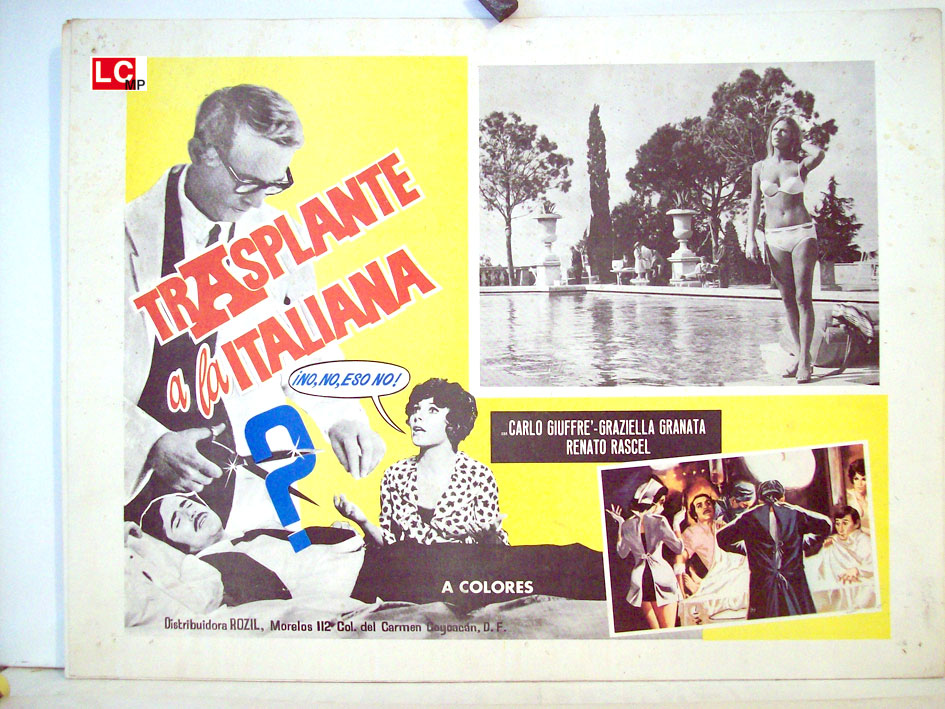 LC
MP
TRASPLANTE
a la ITALIANA
¡NO, NO, ESO NO!
?
...CARLO GIUFFRE'-GRAZIELLA GRANATA
RENATO RASCEL
A COLORES
Distribuidora ROZIL, Morelos 112 Col. del Carmen Coyoacán, D. F.